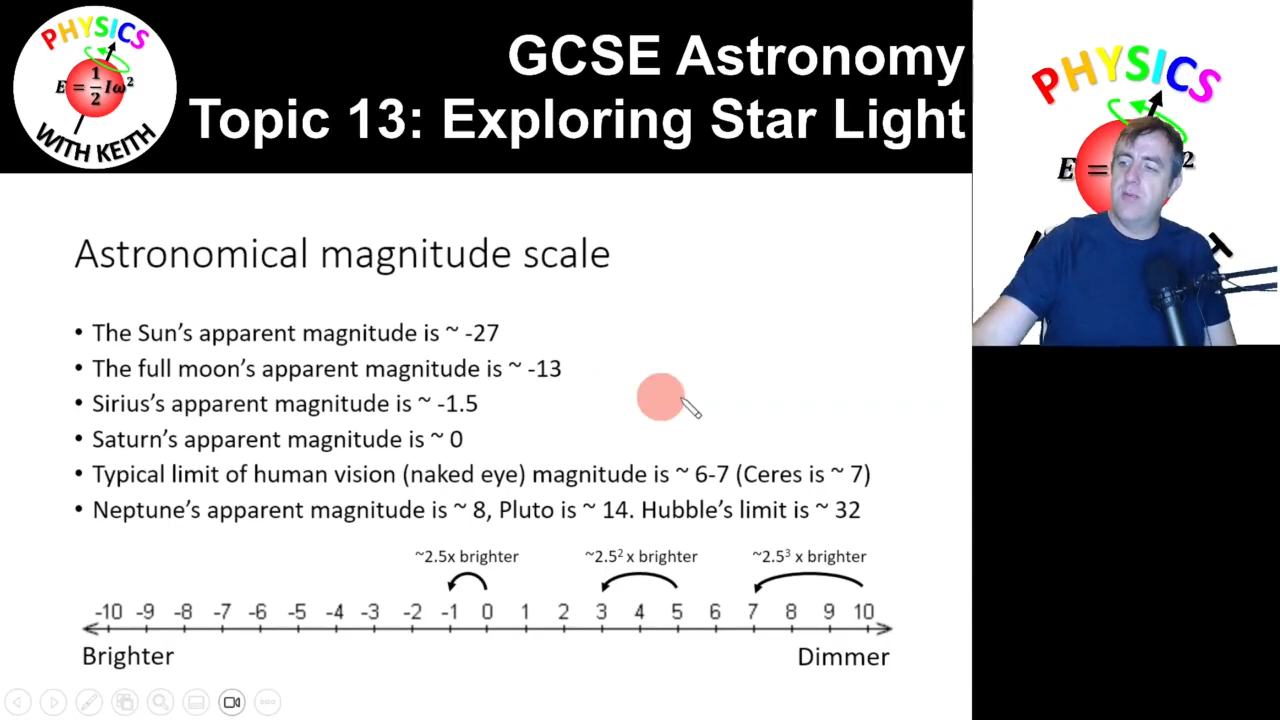 PHYSICS
E = 1/2 Iω²
WITH KEITH
GCSE Astronomy
Topic 13: Exploring Star Light
PHYSICS
E = 2
Astronomical magnitude scale
• The Sun's apparent magnitude is ~ -27
• The full moon's apparent magnitude is ~ -13
• Sirius's apparent magnitude is ~ -1.5
• Saturn's apparent magnitude is ~ 0
• Typical limit of human vision (naked eye) magnitude is ~ 6-7 (Ceres is ~ 7)
• Neptune's apparent magnitude is ~ 8, Pluto is ~ 14. Hubble's limit is ~ 32
~2.5x brighter ~2.5² x brighter ~2.5³ x brighter
-10 -9 -8 -7 -6 -5 -4 -3 -2 -1 0 1 2 3 4 5 6 7 8 9 10
Brighter Dimmer